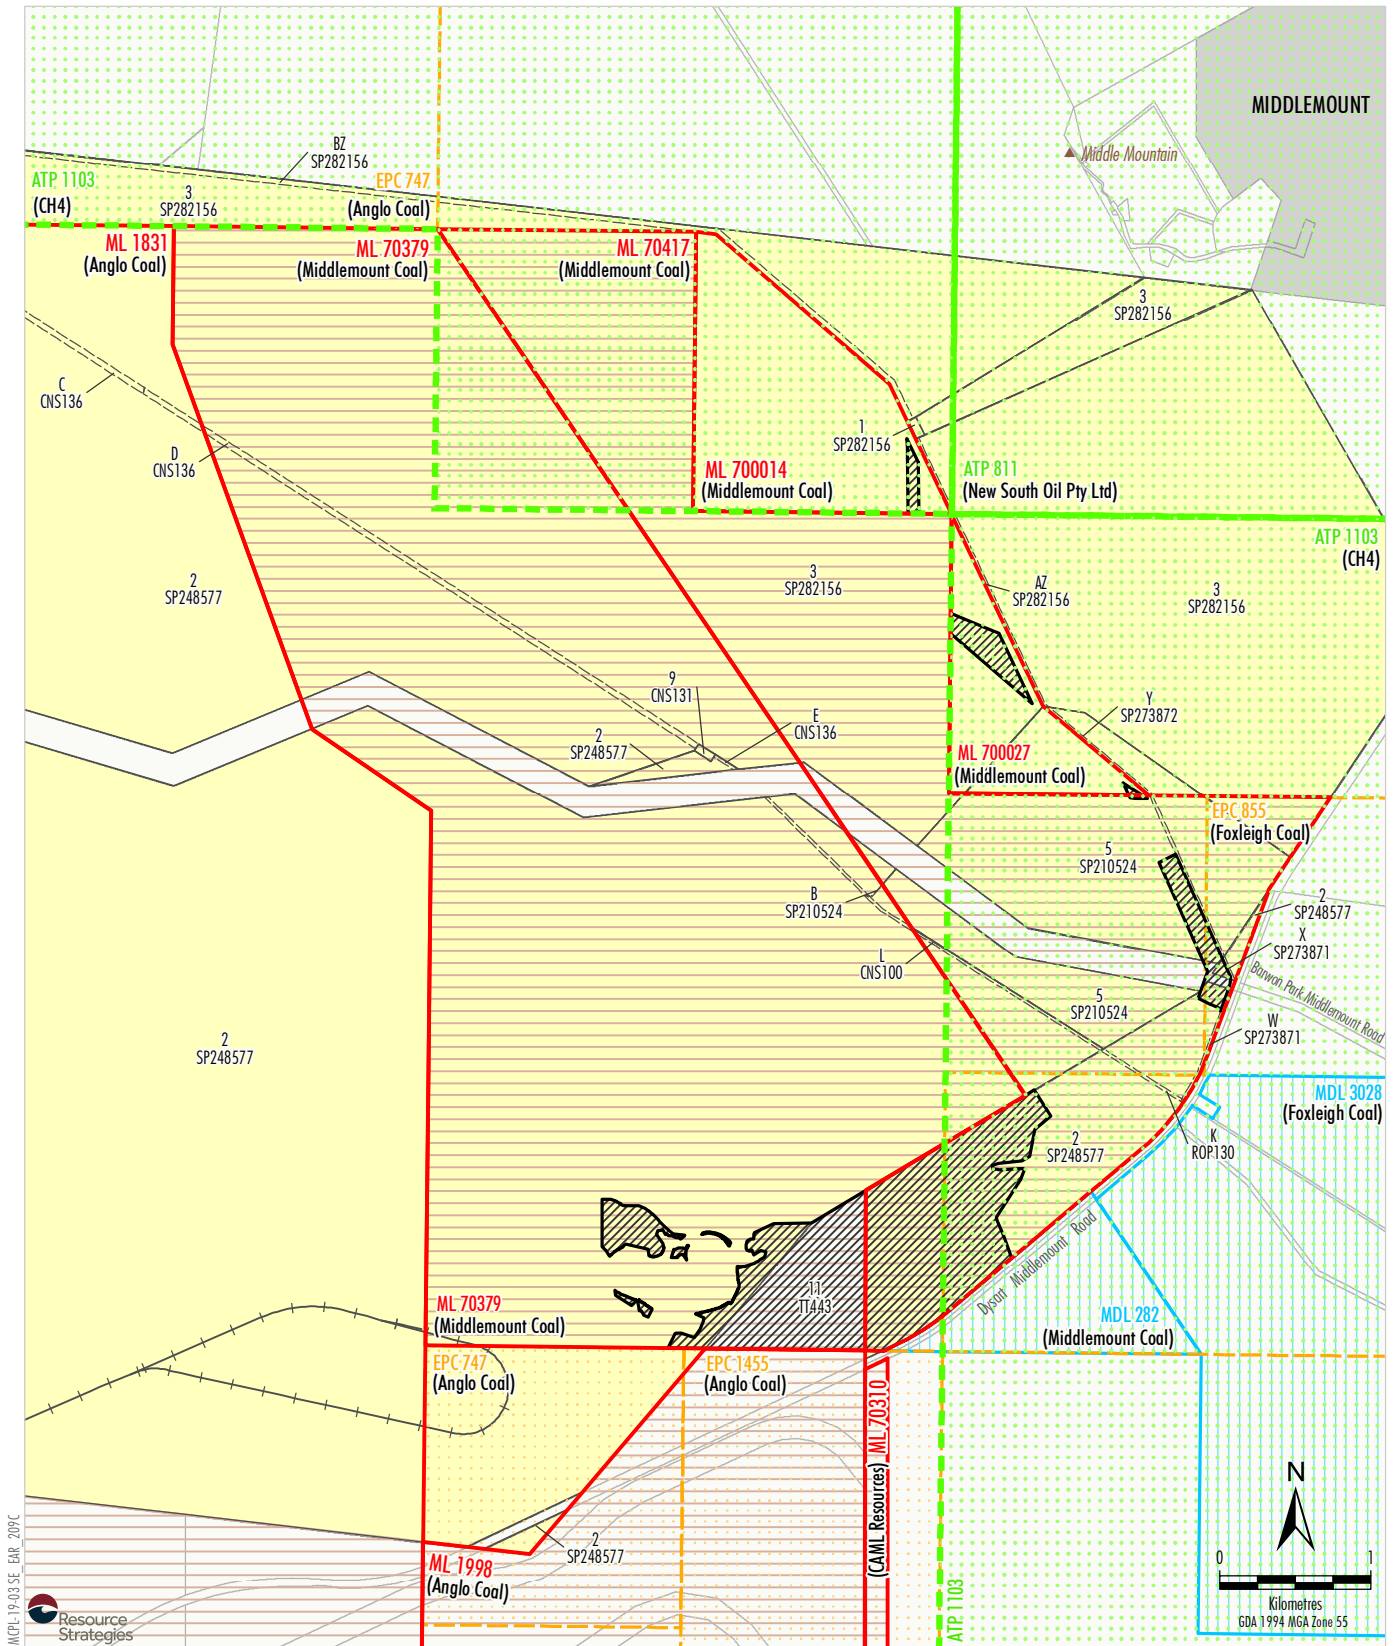 MIDDLEMOUNT
Middle Mountain
BZ
SP282156
ATP 1103
(CH4)
3
SP282156
EPC 747
(Anglo Coal)
ML 1831
(Anglo Coal)
ML 70379
(Middlemount Coal)
ML 70417
(Middlemount Coal)
3
SP282156
C
CNS136
D
CNS136
1
SP282156
ML 700014
(Middlemount Coal)
ATP 811
(New South Oil Pty Ltd)
ATP 1103
(CH4)
2
SP248577
3
SP282156
AZ
SP282156
3
SP282156
9
CNS131
E
CNS136
2
SP248577
Y
SP273872
ML 700027
(Middlemount Coal)
EPC 855
(Foxleigh Coal)
5
SP210524
B
SP210524
2
SP248577
X
SP273871
L
CNS100
Barwon Park Middlemount Road
5
SP210524
W
SP273871
2
SP248577
MDL 3028
(Foxleigh Coal)
K
ROP130
2
SP248577
Dysart Middlemount Road
11
TT443
ML 70379
(Middlemount Coal)
MDL 282
(Middlemount Coal)
EPC 747
(Anglo Coal)
EPC 1455
(Anglo Coal)
ML 70310
(CAML Resources)
2
SP248577
ML 1998
(Anglo Coal)
ATP 1103
N
0 1
Kilometres
GDA 1994 MGA Zone 55
MCPL-19-03 SE_EAR_209C
Resource
Strategies